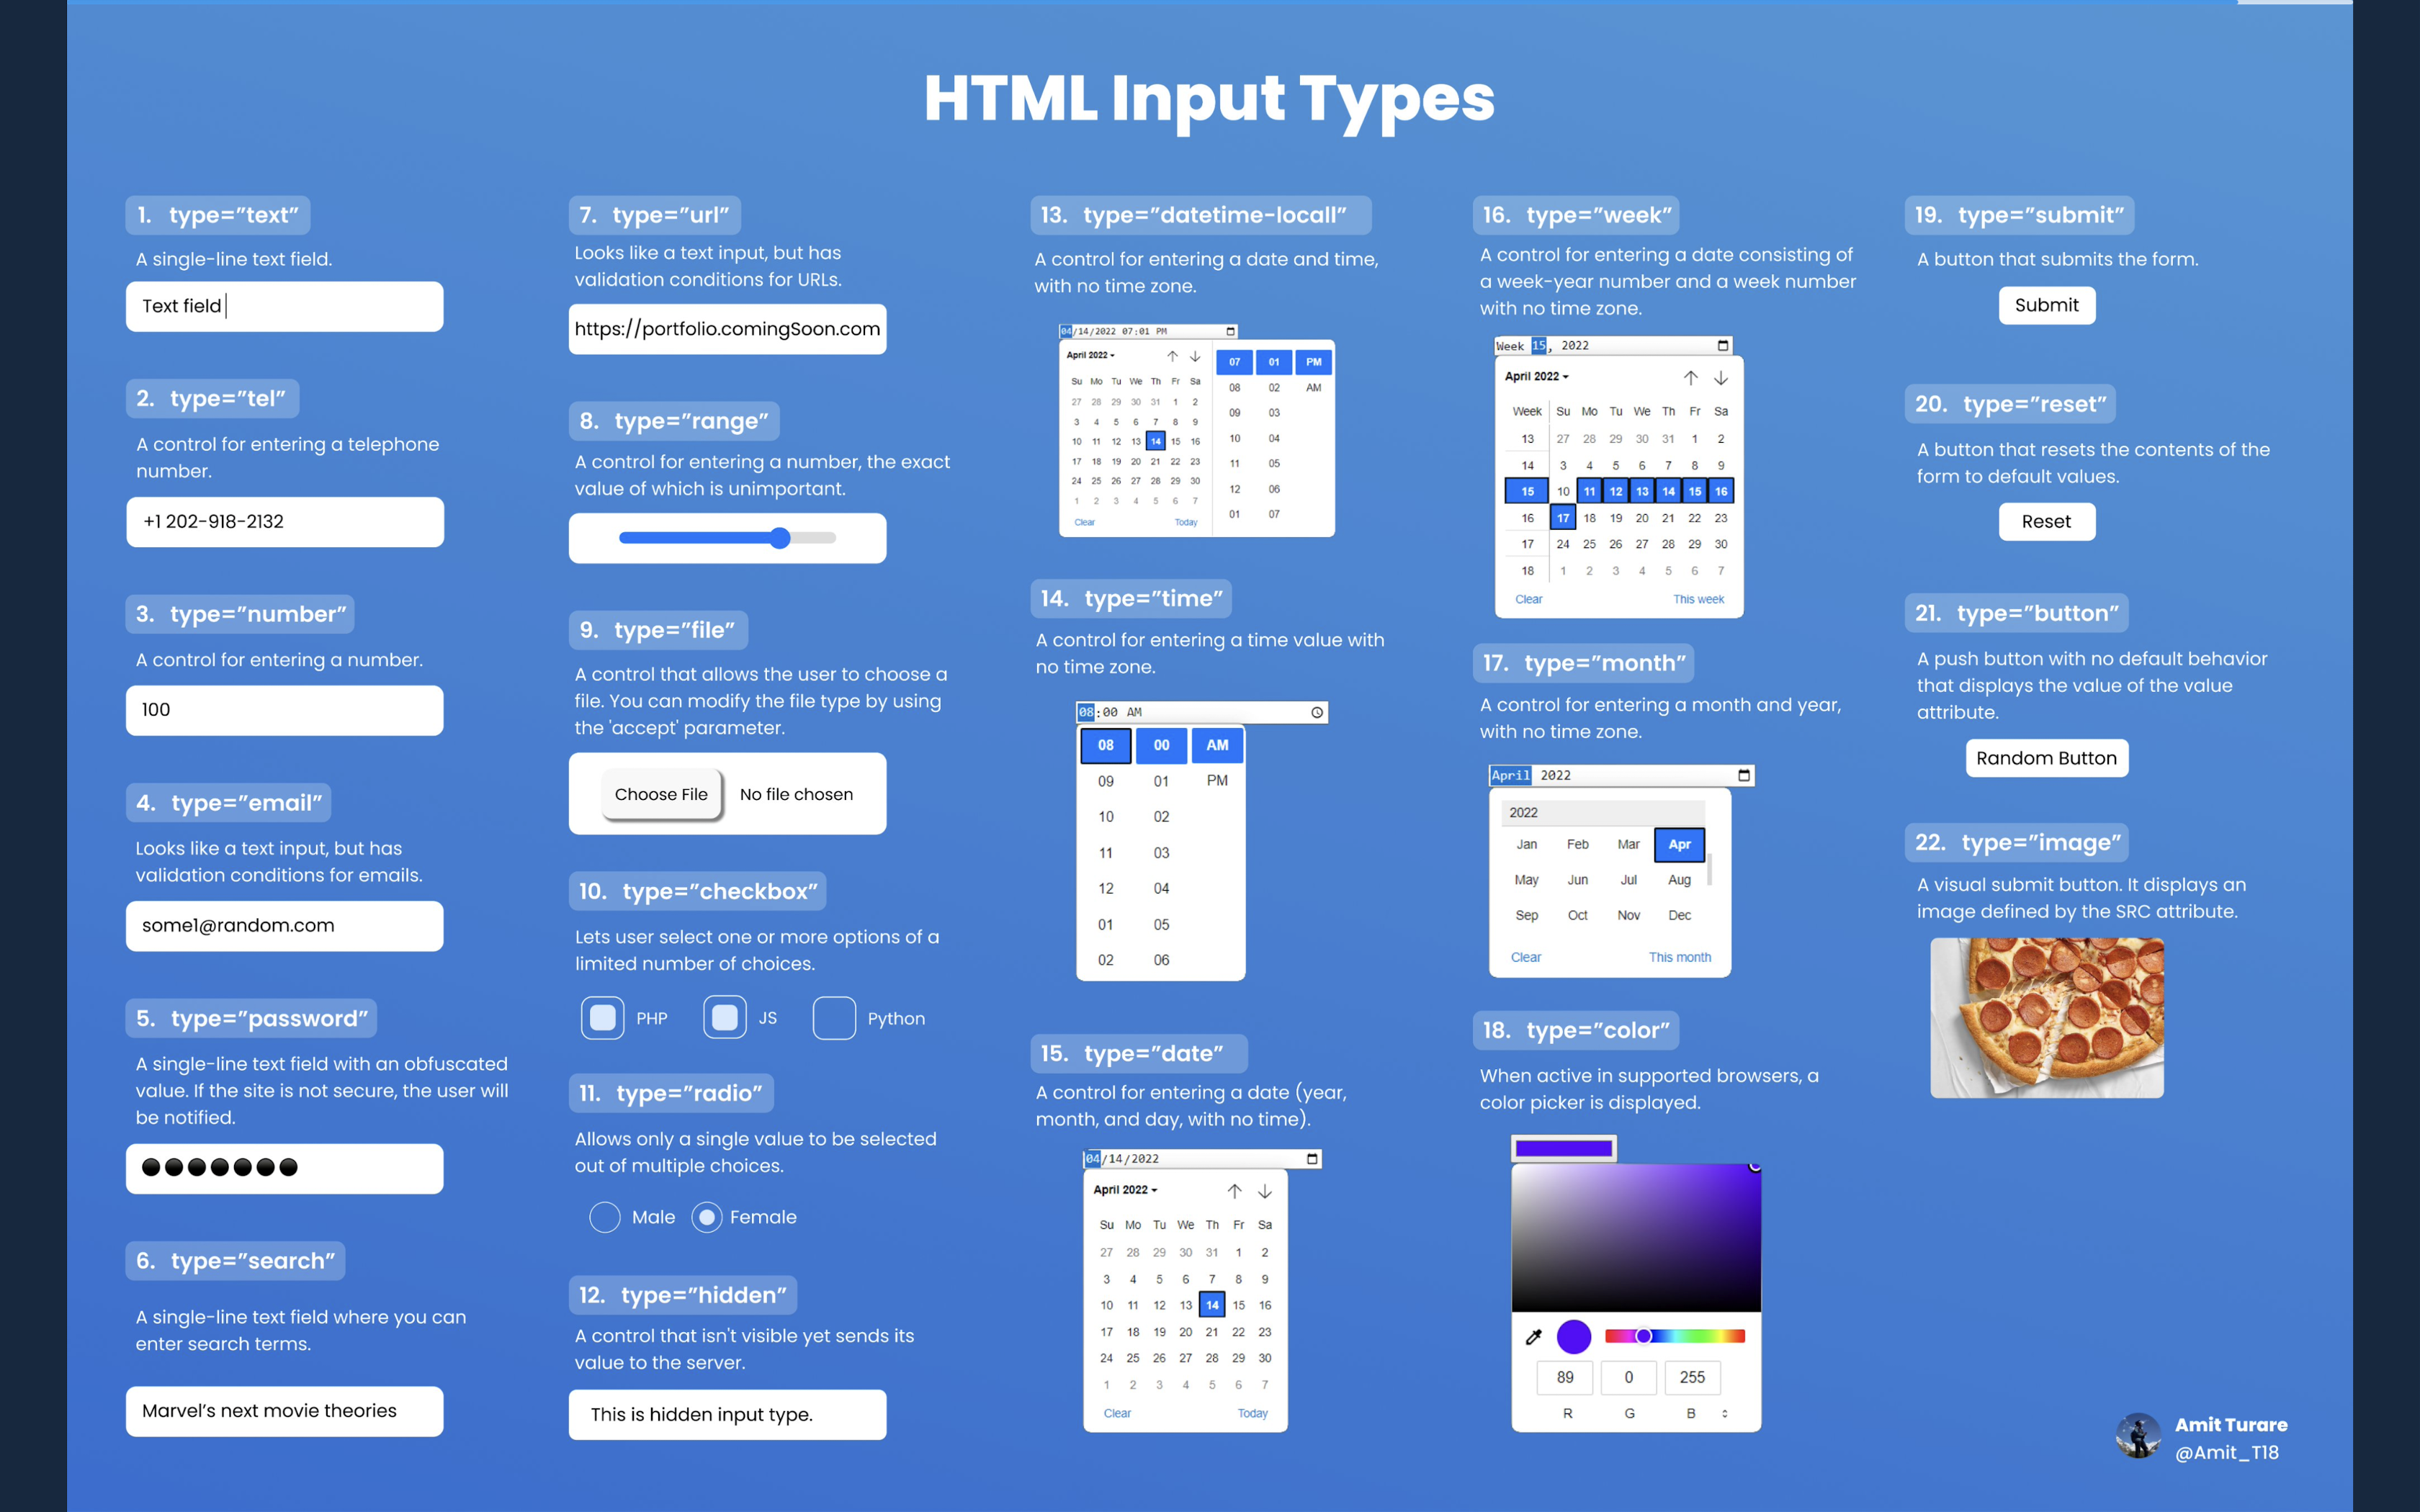 HTML Input Types
1. type=”text”
A single-line text field.
Text field
2. type=”tel”
A control for entering a telephone
number.
+1 202-918-2132
3. type=”number”
A control for entering a number.
100
4. type=”email”
Looks like a text input, but has
validation conditions for emails.
some1@random.com
5. type=”password”
A single-line text field with an obfuscated
value. If the site is not secure, the user will
be notified.
6. type=”search”
A single-line text field where you can
enter search terms.
Marvel’s next movie theories
7. type=”url”
Looks like a text input, but has
validation conditions for URLs.
https://portfolio.comingSoon.com
8. type=”range”
A control for entering a number, the exact
value of which is unimportant.
9. type=”file”
A control that allows the user to choose a
file. You can modify the file type by using
the 'accept' parameter.
Choose File No file chosen
10. type=”checkbox”
Lets user select one or more options of a
limited number of choices.
PHP JS Python
11. type=”radio”
Allows only a single value to be selected
out of multiple choices.
Male Female
12. type=”hidden”
A control that isn't visible yet sends its
value to the server.
This is hidden input type.
13. type=”datetime-locall”
A control for entering a date and time,
with no time zone.
04/14/2022 07:01 PM
April 2022
Su Mo Tu We Th Fr Sa
27 28 29 30 31 1 2
3 4 5 6 7 8 9
10 11 12 13 14 15 16
17 18 19 20 21 22 23
24 25 26 27 28 29 30
1 2 3 4 5 6 7
Clear Today
07 01 PM
08 02 AM
09 03
10 04
11 05
12 06
01 07
14. type=”time”
A control for entering a time value with
no time zone.
08:00 AM
08 00 AM
09 01 PM
10 02
11 03
12 04
01 05
02 06
15. type=”date”
A control for entering a date (year,
month, and day, with no time).
04/14/2022
April 2022
Su Mo Tu We Th Fr Sa
27 28 29 30 31 1 2
3 4 5 6 7 8 9
10 11 12 13 14 15 16
17 18 19 20 21 22 23
24 25 26 27 28 29 30
1 2 3 4 5 6 7
Clear Today
16. type=”week”
A control for entering a date consisting of
a week-year number and a week number
with no time zone.
Week 15, 2022
April 2022
Week Su Mo Tu We Th Fr Sa
13 27 28 29 30 31 1 2
14 3 4 5 6 7 8 9
15 10 11 12 13 14 15 16
16 17 18 19 20 21 22 23
17 24 25 26 27 28 29 30
18 1 2 3 4 5 6 7
Clear This week
17. type=”month”
A control for entering a month and year,
with no time zone.
April 2022
2022
Jan Feb Mar Apr
May Jun Jul Aug
Sep Oct Nov Dec
Clear This month
18. type=”color”
When active in supported browsers, a
color picker is displayed.
89 0 255
R G B
19. type=”submit”
A button that submits the form.
Submit
20. type=”reset”
A button that resets the contents of the
form to default values.
Reset
21. type=”button”
A push button with no default behavior
that displays the value of the value
attribute.
Random Button
22. type=”image”
A visual submit button. It displays an
image defined by the SRC attribute.
Amit Turare
@Amit_T18